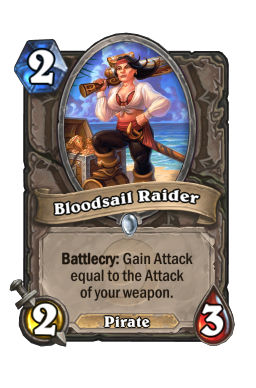 2
Bloodsail Raider
Battlecry: Gain Attack
equal to the Attack
of your weapon.
2
Pirate
3